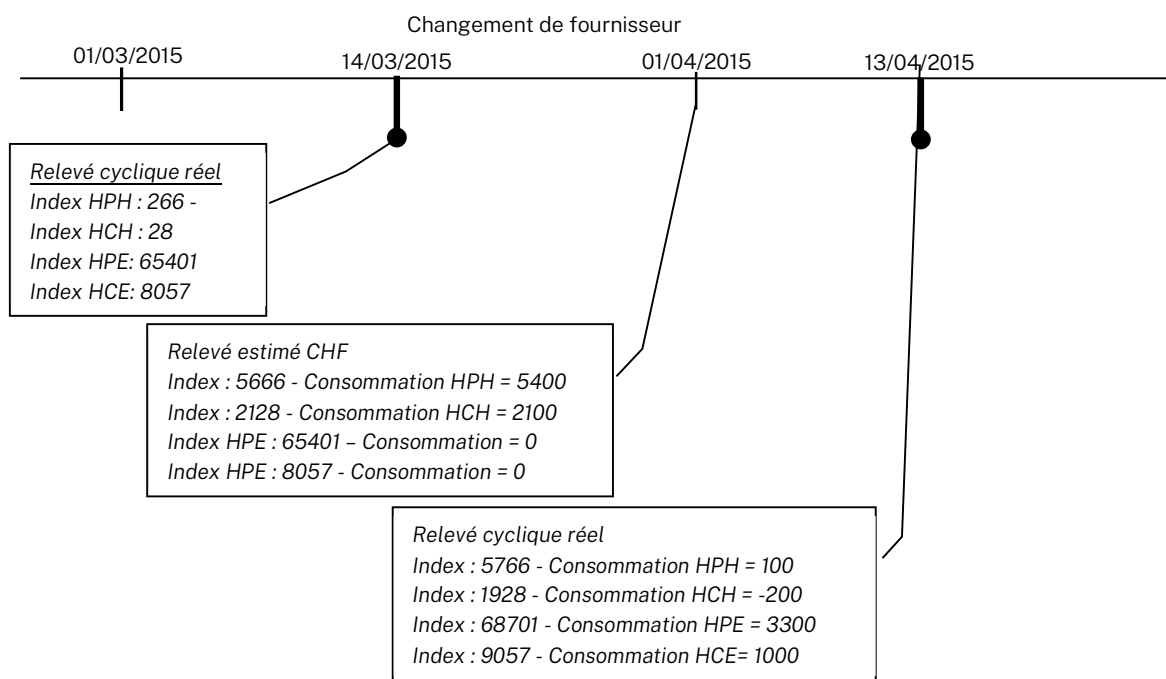 Changement de fournisseur
01/03/2015
14/03/2015
01/04/2015
13/04/2015
Relevé cyclique réel
Index HPH : 266 -
Index HCH : 28
Index HPE: 65401
Index HCE: 8057
Relevé estimé CHF
Index : 5666 - Consommation HPH = 5400
Index : 2128 - Consommation HCH = 2100
Index HPE : 65401 – Consommation = 0
Index HPE : 8057 - Consommation = 0
Relevé cyclique réel
Index : 5766 - Consommation HPH = 100
Index : 1928 - Consommation HCH = -200
Index : 68701 - Consommation HPE = 3300
Index : 9057 - Consommation HCE= 1000